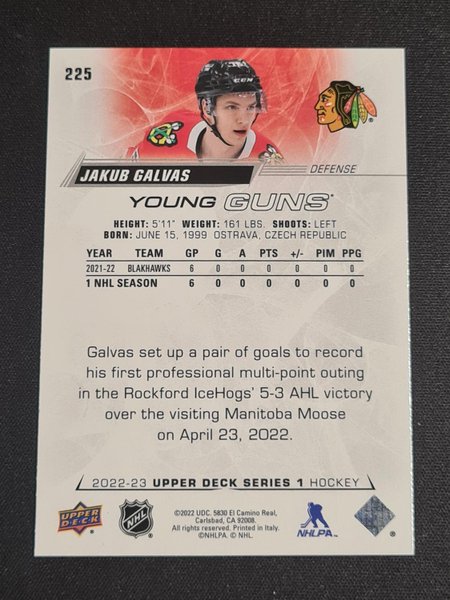 225
CCM
JAKUB GALVAS
DEFENSE
YOUNG GUNS®
HEIGHT: 5'11" WEIGHT: 161 LBS. SHOOTS: LEFT
BORN: JUNE 15, 1999 OSTRAVA, CZECH REPUBLIC
YEAR TEAM GP G A PTS +/- PIM PPG
2021-22 BLAKHAWKS 6 0 0 0 0 0 0
1 NHL SEASON 6 0 0 0 0 0 0
Galvas set up a pair of goals to record
his first professional multi-point outing
in the Rockford IceHogs' 5-3 AHL victory
over the visiting Manitoba Moose
on April 23, 2022.
2022-23 UPPER DECK SERIES 1 HOCKEY
UPPER DECK
NHL
©2022 UDC. 5830 El Camino Real,
Carlsbad, CA 92008.
All rights reserved. Printed in Italy.
©NHLPA. © NHL.
NHLPA